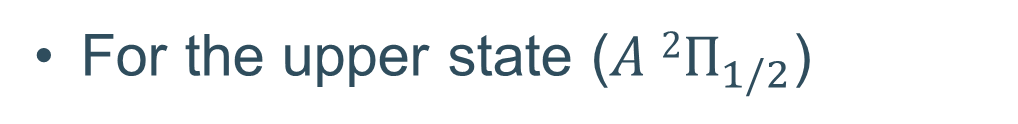 • For the upper state (A ²Π₁/₂)